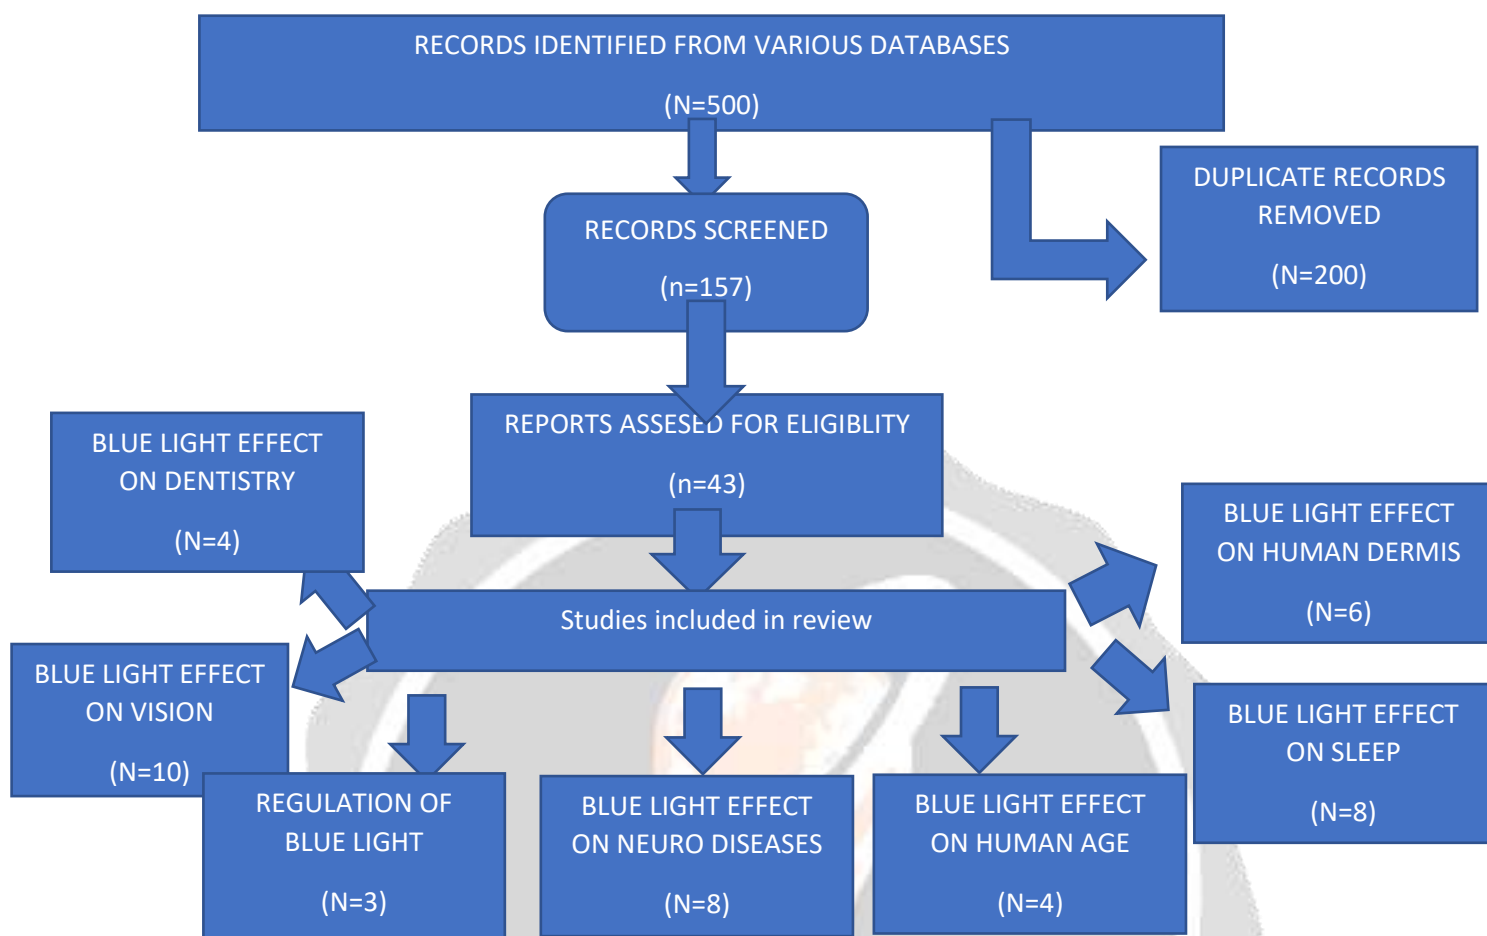 RECORDS IDENTIFIED FROM VARIOUS DATABASES
(N=500)
DUPLICATE RECORDS
REMOVED
(N=200)
RECORDS SCREENED
(n=157)
REPORTS ASSESED FOR ELIGIBLITY
(n=43)
BLUE LIGHT EFFECT
ON DENTISTRY
(N=4)
BLUE LIGHT EFFECT
ON HUMAN DERMIS
(N=6)
Studies included in review
BLUE LIGHT EFFECT
ON VISION
(N=10)
BLUE LIGHT EFFECT
ON SLEEP
(N=8)
REGULATION OF
BLUE LIGHT
(N=3)
BLUE LIGHT EFFECT
ON NEURO DISEASES
(N=8)
BLUE LIGHT EFFECT
ON HUMAN AGE
(N=4)